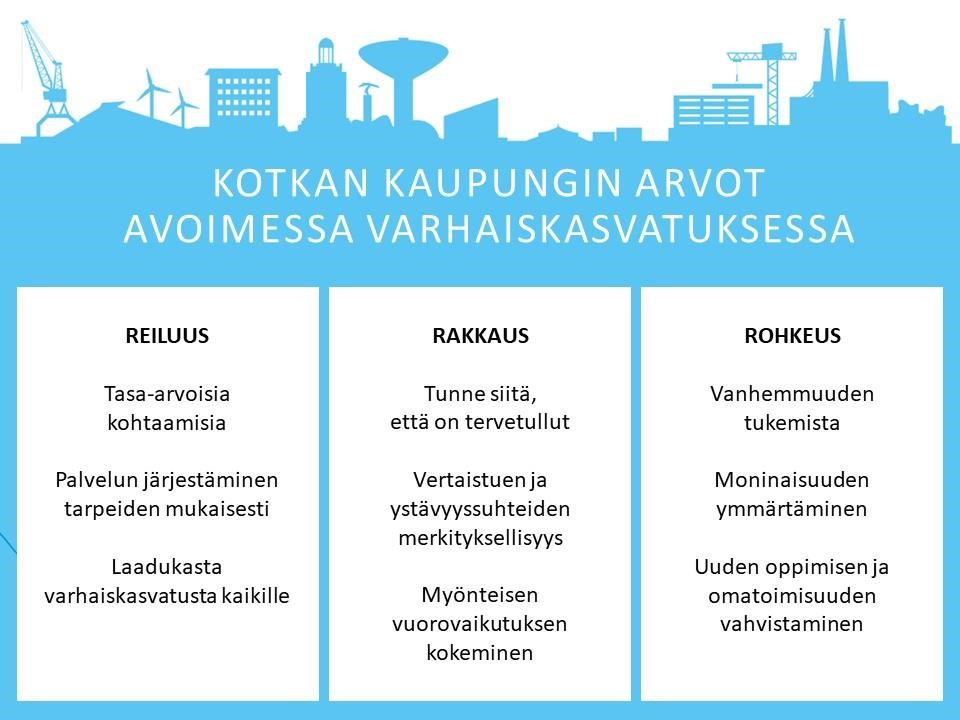 KOTKAN KAUPUNGIN ARVOT
AVOIMESSA VARHAISKASVATUKSESSA
REILUUS
Tasa-arvoisia
kohtaamisia
Palvelun järjestäminen
tarpeiden mukaisesti
Laadukasta
varhaiskasvatusta kaikille
RAKKAUS
Tunne siitä,
että on tervetullut
Vertaistuen ja
ystävyyssuhteiden
merkityksellisyys
Myönteisen
vuorovaikutuksen
kokeminen
ROHKEUS
Vanhemmuuden
tukemista
Moninaisuuden
ymmärtäminen
Uuden oppimisen ja
omatoimisuuden
vahvistaminen